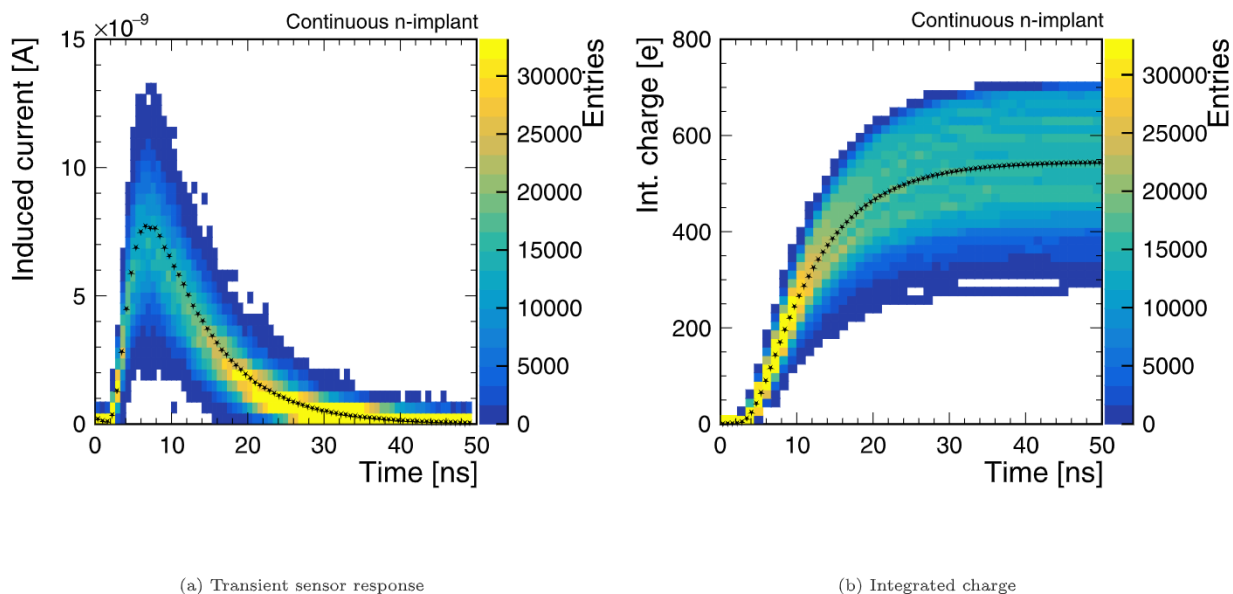 Continuous n-implant
×10⁻⁹
Induced current [A]
15
10
5
0
0 10 20 30 40 50
Time [ns]
30000
25000
20000
15000
10000
5000
0
Entries
(a) Transient sensor response
Continuous n-implant
Int. charge [e]
800
600
400
200
0
0 10 20 30 40 50
Time [ns]
30000
25000
20000
15000
10000
5000
0
Entries
(b) Integrated charge